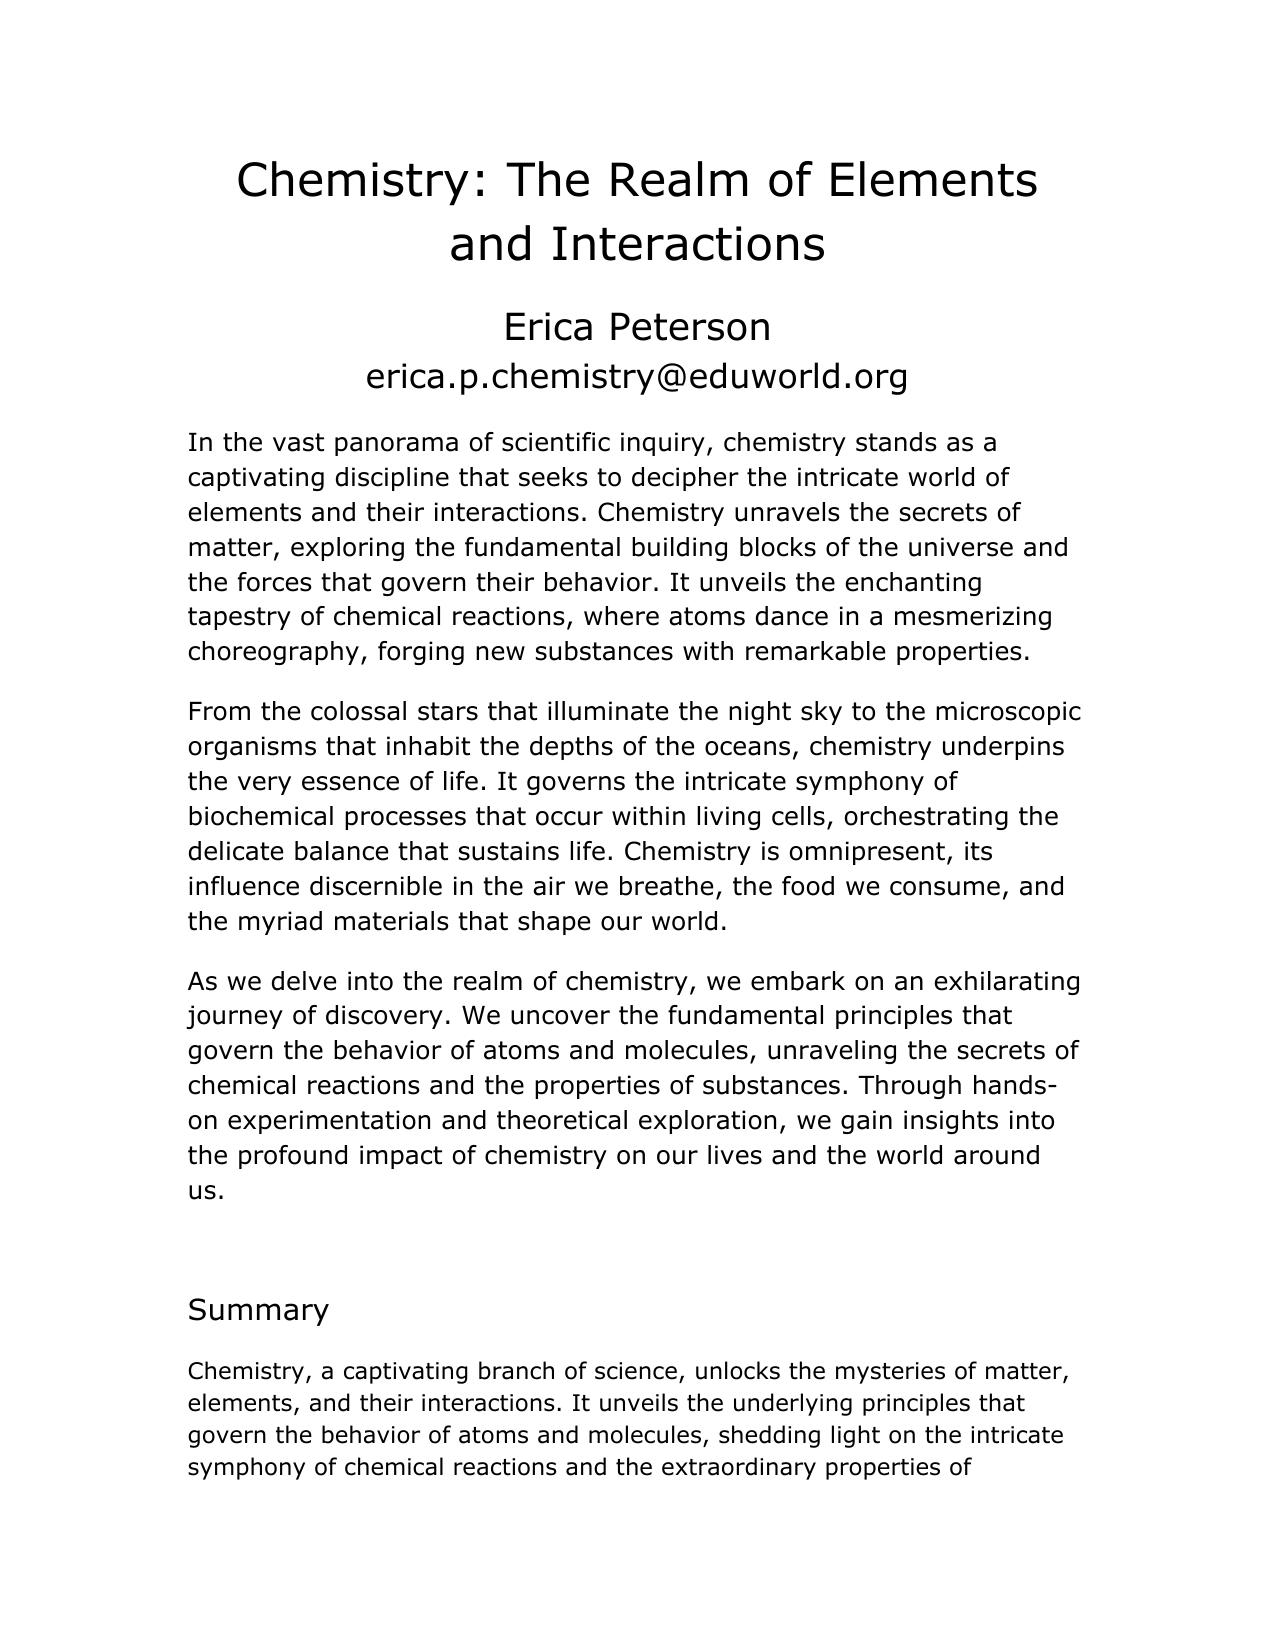 Chemistry: The Realm of Elements
and Interactions
Erica Peterson
erica.p.chemistry@eduworld.org
In the vast panorama of scientific inquiry, chemistry stands as a
captivating discipline that seeks to decipher the intricate world of
elements and their interactions. Chemistry unravels the secrets of
matter, exploring the fundamental building blocks of the universe and
the forces that govern their behavior. It unveils the enchanting
tapestry of chemical reactions, where atoms dance in a mesmerizing
choreography, forging new substances with remarkable properties.
From the colossal stars that illuminate the night sky to the microscopic
organisms that inhabit the depths of the oceans, chemistry underpins
the very essence of life. It governs the intricate symphony of
biochemical processes that occur within living cells, orchestrating the
delicate balance that sustains life. Chemistry is omnipresent, its
influence discernible in the air we breathe, the food we consume, and
the myriad materials that shape our world.
As we delve into the realm of chemistry, we embark on an exhilarating
journey of discovery. We uncover the fundamental principles that
govern the behavior of atoms and molecules, unraveling the secrets of
chemical reactions and the properties of substances. Through hands-
on experimentation and theoretical exploration, we gain insights into
the profound impact of chemistry on our lives and the world around
us.
Summary
Chemistry, a captivating branch of science, unlocks the mysteries of matter,
elements, and their interactions. It unveils the underlying principles that
govern the behavior of atoms and molecules, shedding light on the intricate
symphony of chemical reactions and the extraordinary properties of